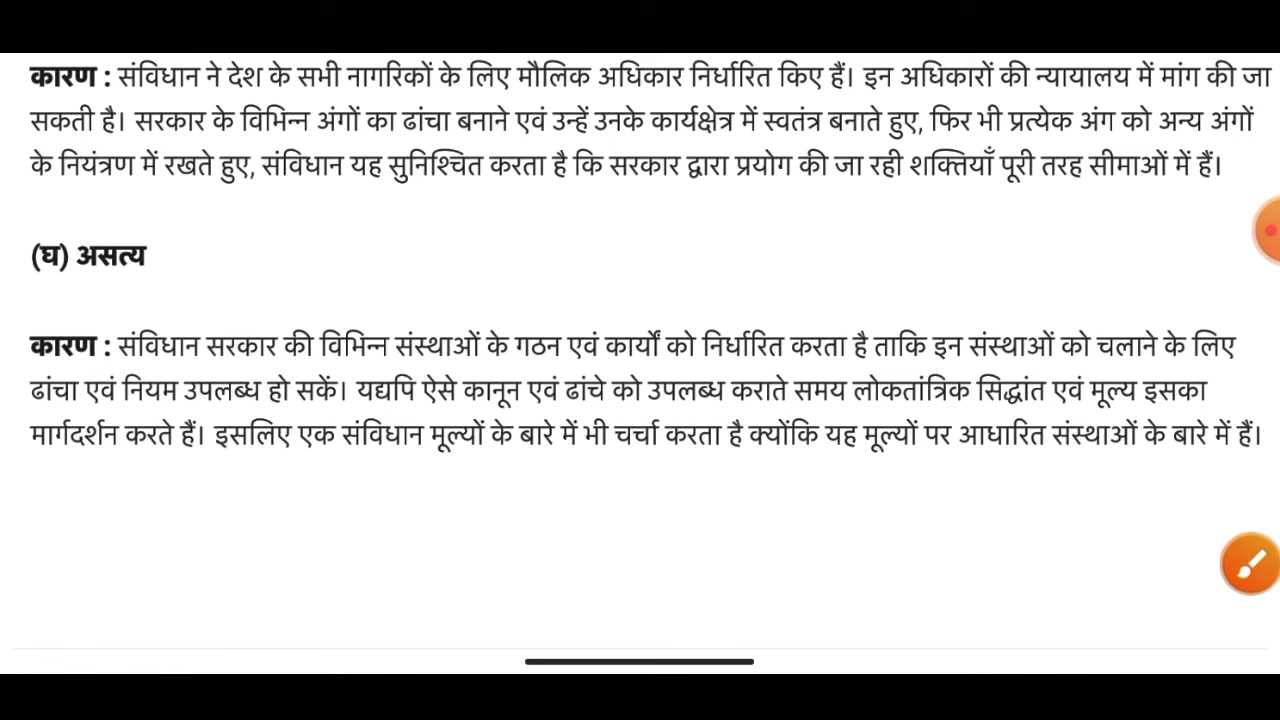 कारण : संविधान ने देश के सभी नागरिकों के लिए मौलिक अधिकार निर्धारित किए हैं। इन अधिकारों की न्यायालय में मांग की जा
सकती है। सरकार के विभिन्न अंगों का ढांचा बनाने एवं उन्हें उनके कार्यक्षेत्र में स्वतंत्र बनाते हुए, फिर भी प्रत्येक अंग को अन्य अंगों
के नियंत्रण में रखते हुए, संविधान यह सुनिश्चित करता है कि सरकार द्वारा प्रयोग की जा रही शक्तियाँ पूरी तरह सीमाओं में हैं।
(घ) असत्य
कारण : संविधान सरकार की विभिन्न संस्थाओं के गठन एवं कार्यों को निर्धारित करता है ताकि इन संस्थाओं को चलाने के लिए
ढांचा एवं नियम उपलब्ध हो सकें। यद्यपि ऐसे कानून एवं ढांचे को उपलब्ध कराते समय लोकतांत्रिक सिद्धांत एवं मूल्य इसका
मार्गदर्शन करते हैं। इसलिए एक संविधान मूल्यों के बारे में भी चर्चा करता है क्योंकि यह मूल्यों पर आधारित संस्थाओं के बारे में हैं।